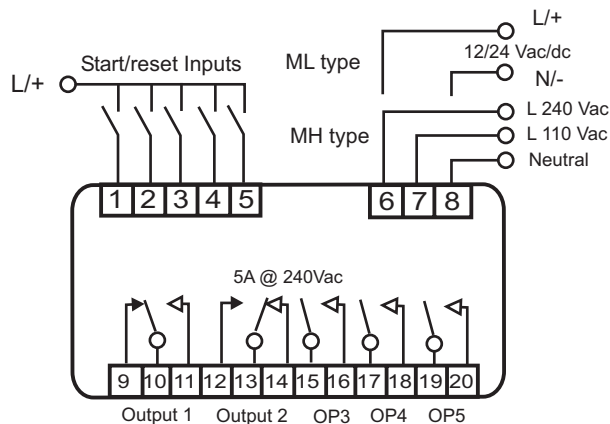 L/+
Start/reset Inputs
ML type
L/+
12/24 Vac/dc
N/-
MH type
L 240 Vac
L 110 Vac
Neutral
1 2 3 4 5
6 7 8
5A @ 240Vac
9 10 11 12 13 14 15 16 17 18 19 20
Output 1 Output 2 OP3 OP4 OP5